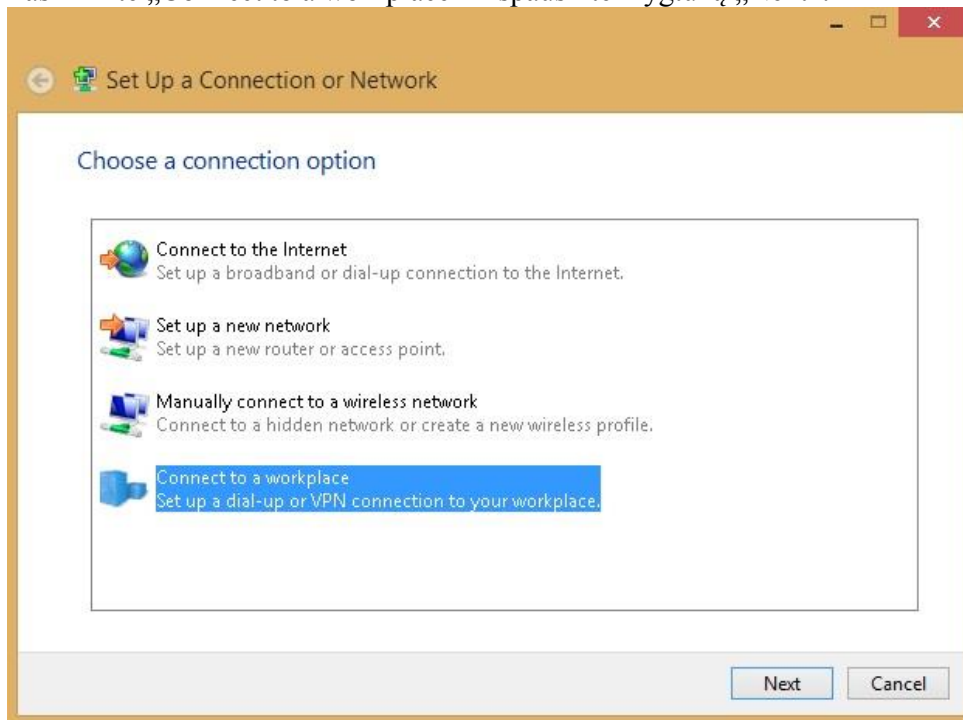 „Connect to a workplace“
Set Up a Connection or Network
Choose a connection option
Connect to the Internet
Set up a broadband or dial-up connection to the Internet.
Set up a new network
Set up a new router or access point.
Manually connect to a wireless network
Connect to a hidden network or create a new wireless profile.
Connect to a workplace
Set up a dial-up or VPN connection to your workplace.
Next
Cancel